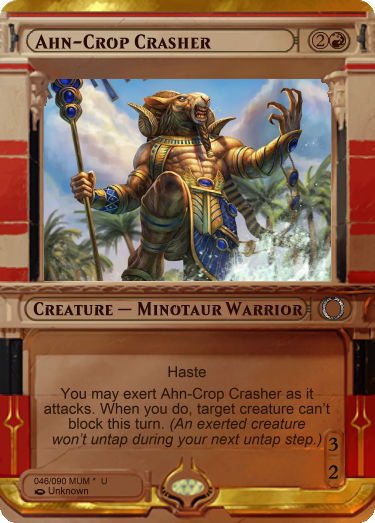 Ahn-Crop Crasher 2
Creature — Minotaur Warrior
Haste
You may exert Ahn-Crop Crasher as it
attacks. When you do, target creature can't
block this turn. (An exerted creature
won't untap during your next untap step.)
3
2
046/090 MUM * U
Unknown